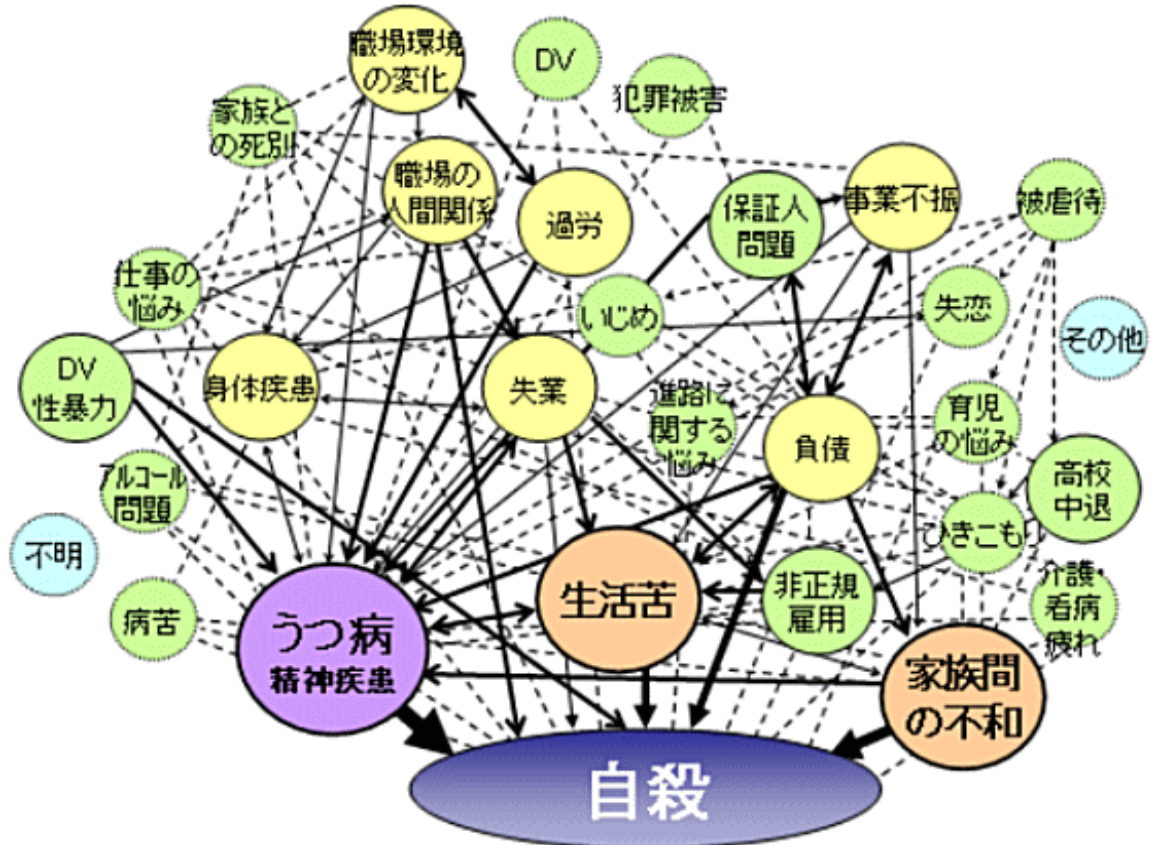 職場環境
の変化
DV
犯罪被害
家族と
の死別
職場の
人間関係
過労
保証人
問題
事業不振
被虐待
仕事の
悩み
いじめ
失恋
その他
DV
性暴力
身体疾患
失業
進路に
関する
悩み
負債
育児
の悩み
アルコール
問題
高校
中退
ひきこもり
不明
病苦
うつ病
精神疾患
生活苦
非正規
雇用
介護・
看病
疲れ
家族間
の不和
自殺